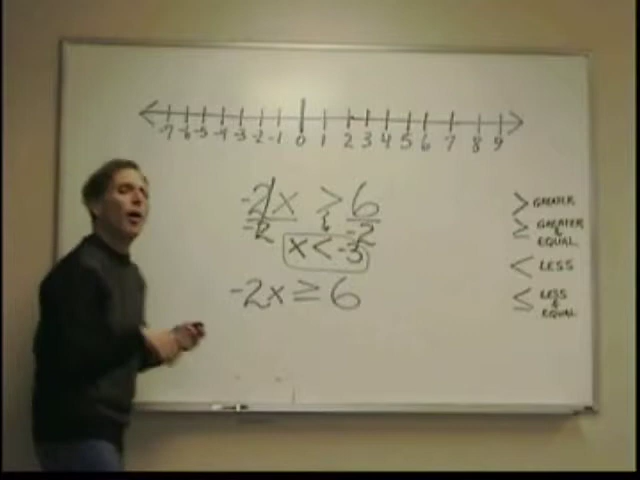 -7 -6 -5 -4 -3 -2 -1 0 1 2 3 4 5 6 7 8 9
-2x > 6
-2 -2
x < -3
-2x ≥ 6
> GREATER
≥ GREATER & EQUAL
< LESS
≤ LESS & EQUAL